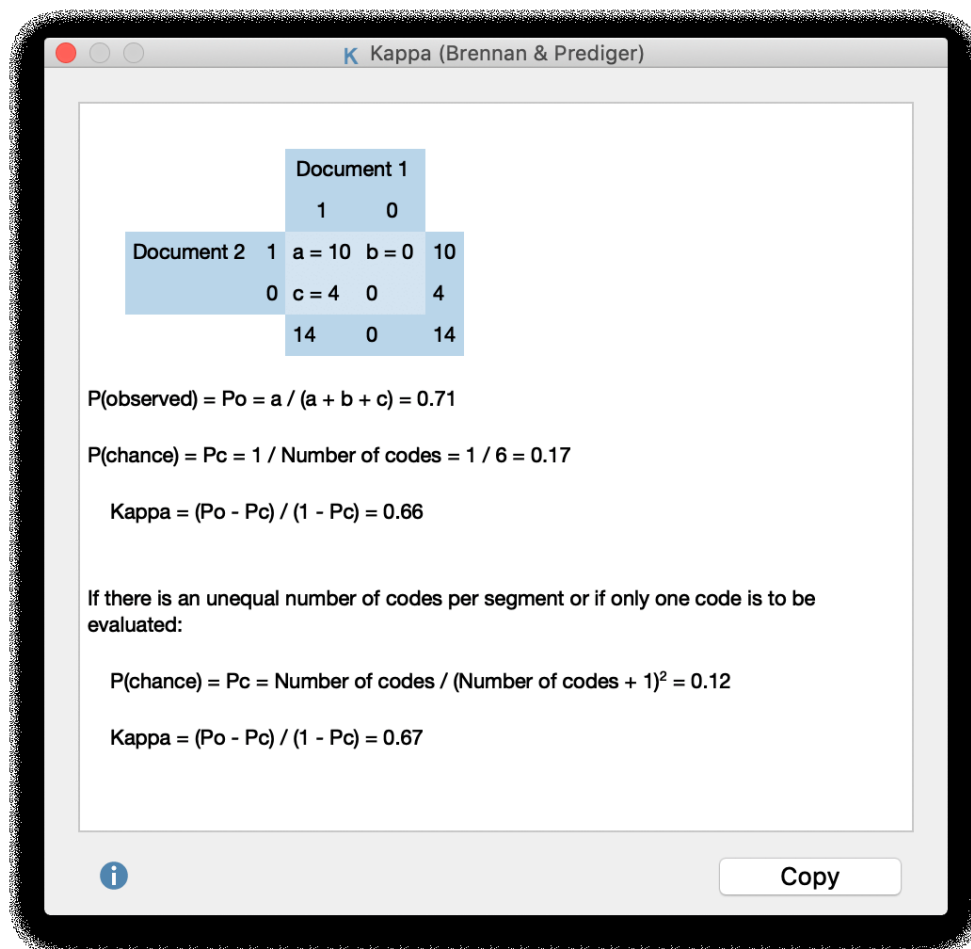 K Kappa (Brennan & Prediger)
Document 1
1 0
Document 2 1 a = 10 b = 0 10
0 c = 4 0 4
14 0 14
P(observed) = Po = a / (a + b + c) = 0.71
P(chance) = Pc = 1 / Number of codes = 1 / 6 = 0.17
Kappa = (Po - Pc) / (1 - Pc) = 0.66
If there is an unequal number of codes per segment or if only one code is to be
evaluated:
P(chance) = Pc = Number of codes / (Number of codes + 1)² = 0.12
Kappa = (Po - Pc) / (1 - Pc) = 0.67
i
Copy